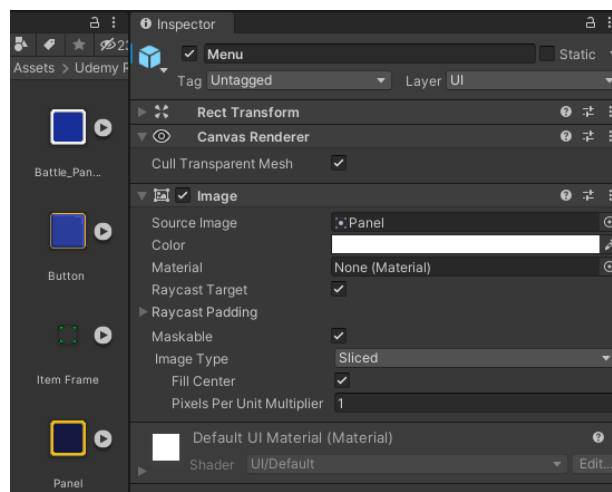 Inspector
23
Assets > Udemy
Menu
Static
Tag Untagged
Layer UI
Battle_Pan...
Button
Item Frame
Panel
Rect Transform
Canvas Renderer
Cull Transparent Mesh
Image
Source Image
Panel
Color
Material
None (Material)
Raycast Target
Raycast Padding
Maskable
Image Type
Sliced
Fill Center
Pixels Per Unit Multiplier
1
Default UI Material (Material)
Shader
UI/Default
Edit...